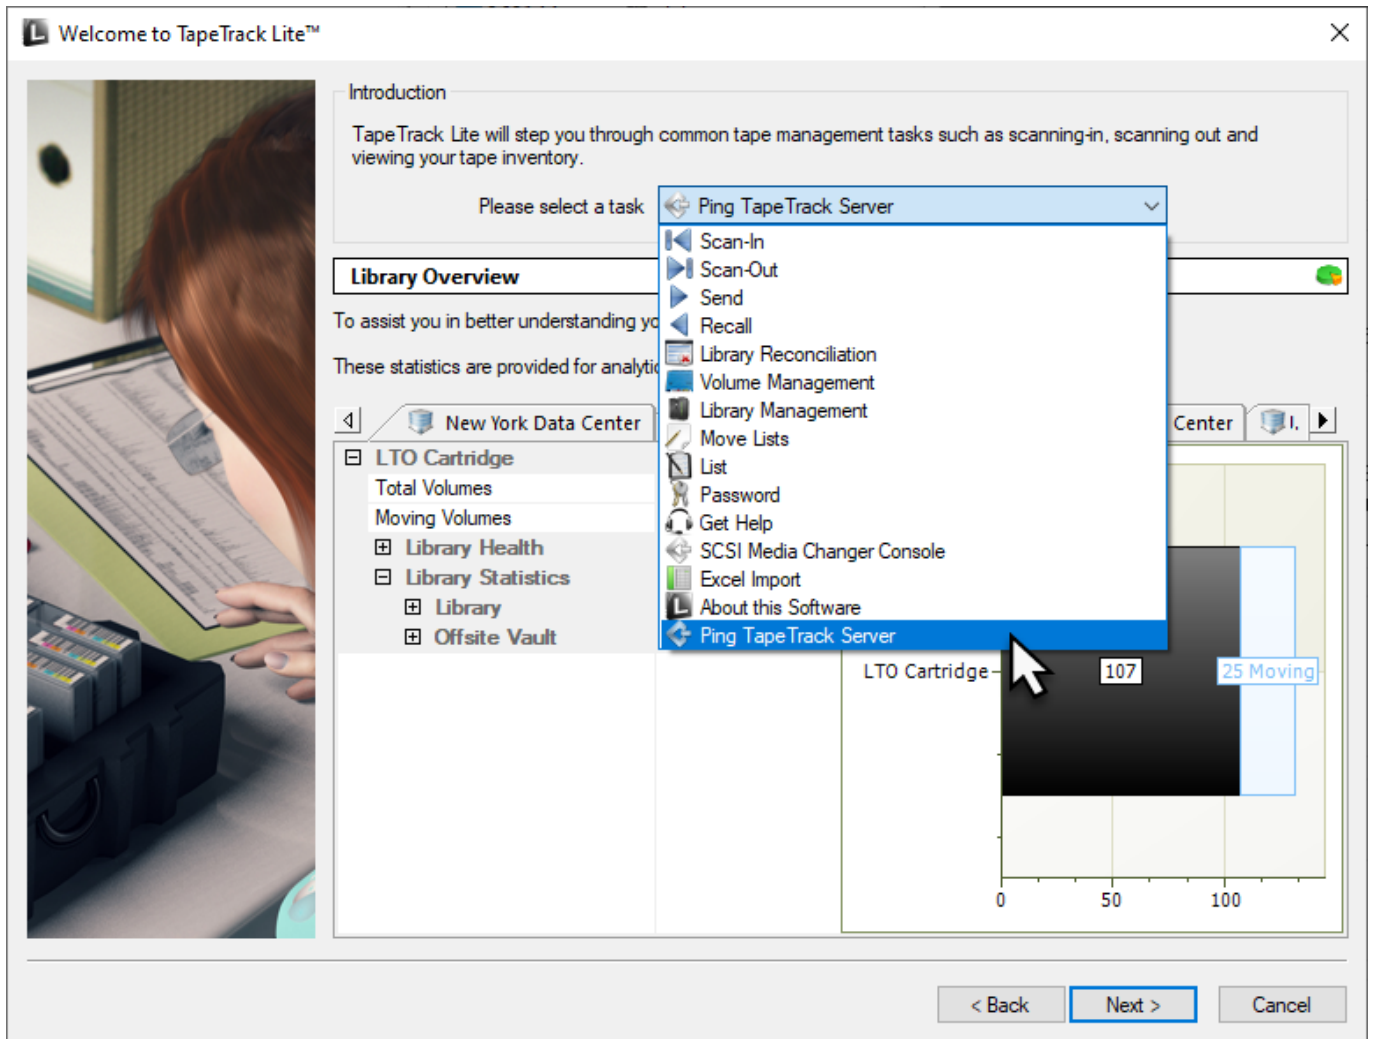 Welcome to TapeTrack Lite™
Introduction
TapeTrack Lite will step you through common tape management tasks such as scanning-in, scanning out and
viewing your tape inventory.
Please select a task
Ping TapeTrack Server
Scan-In
Scan-Out
Send
Recall
Library Reconciliation
Volume Management
Library Management
Move Lists
List
Password
Get Help
SCSI Media Changer Console
Excel Import
About this Software
Ping TapeTrack Server
Library Overview
To assist you in better understanding
These statistics are provided for
New York Data Center
Center
LTO Cartridge
Total Volumes
Moving Volumes
Library Health
Library Statistics
Library
Offsite Vault
LTO Cartridge
107
25 Moving
0 50 100
< Back
Next >
Cancel